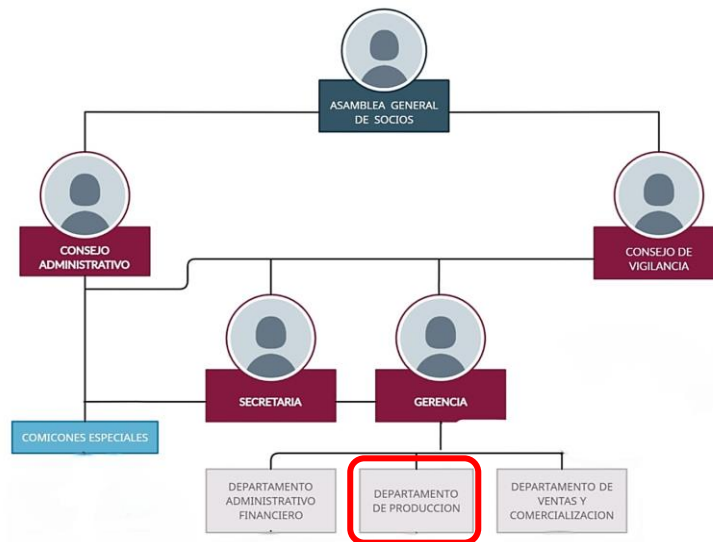 ASAMBLEA GENERAL
DE SOCIOS
CONSEJO
ADMINISTRATIVO
CONSEJO DE
VIGILANCIA
SECRETARIA
GERENCIA
COMICONES ESPECIALES
DEPARTAMENTO
ADMINISTRATIVO
FINANCIERO
DEPARTAMENTO
DE PRODUCCION
DEPARTAMENTO DE
VENTAS Y
COMERCIALIZACION